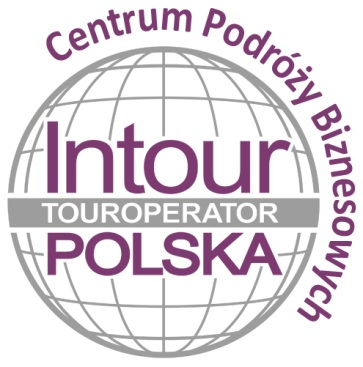 Centrum Podróży Biznesowych
Intour
TOUROPERATOR
POLSKA